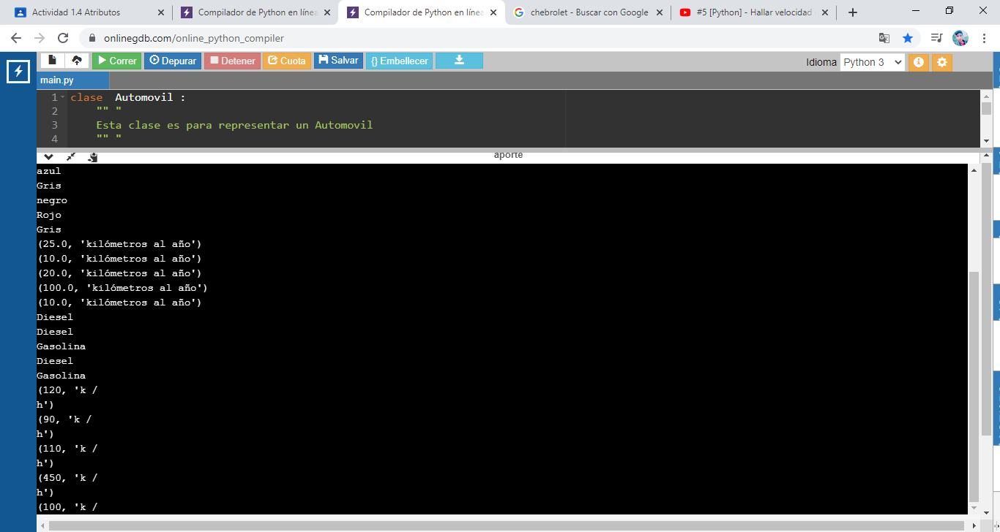 Actividad 1.4 Atributos
Compilador de Python en línea
Compilador de Python en línea
chebrolet - Buscar con Google
#5 [Python] - Hallar velocidad
onlinegdb.com/online_python_compiler
Correr
Depurar
Detener
Cuota
Salvar
{} Embellecer
Idioma
Python 3
main.py
1 clase  Automovil :
2 "" "
3 Esta clase es para representar un Automovil
4 "" "
aporte
azul
Gris
negro
Rojo
Gris
(25.0, 'kilómetros al año')
(10.0, 'kilómetros al año')
(20.0, 'kilómetros al año')
(100.0, 'kilómetros al año')
(10.0, 'kilómetros al año')
Diesel
Diesel
Gasolina
Diesel
Gasolina
(120, 'k /
h')
(90, 'k /
h')
(110, 'k /
h')
(450, 'k /
h')
(100, 'k /